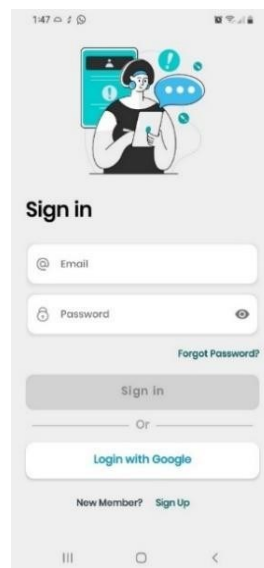 1:47
Sign in
@ Email
Password
Forgot Password?
Sign in
Or
Login with Google
New Member? Sign Up